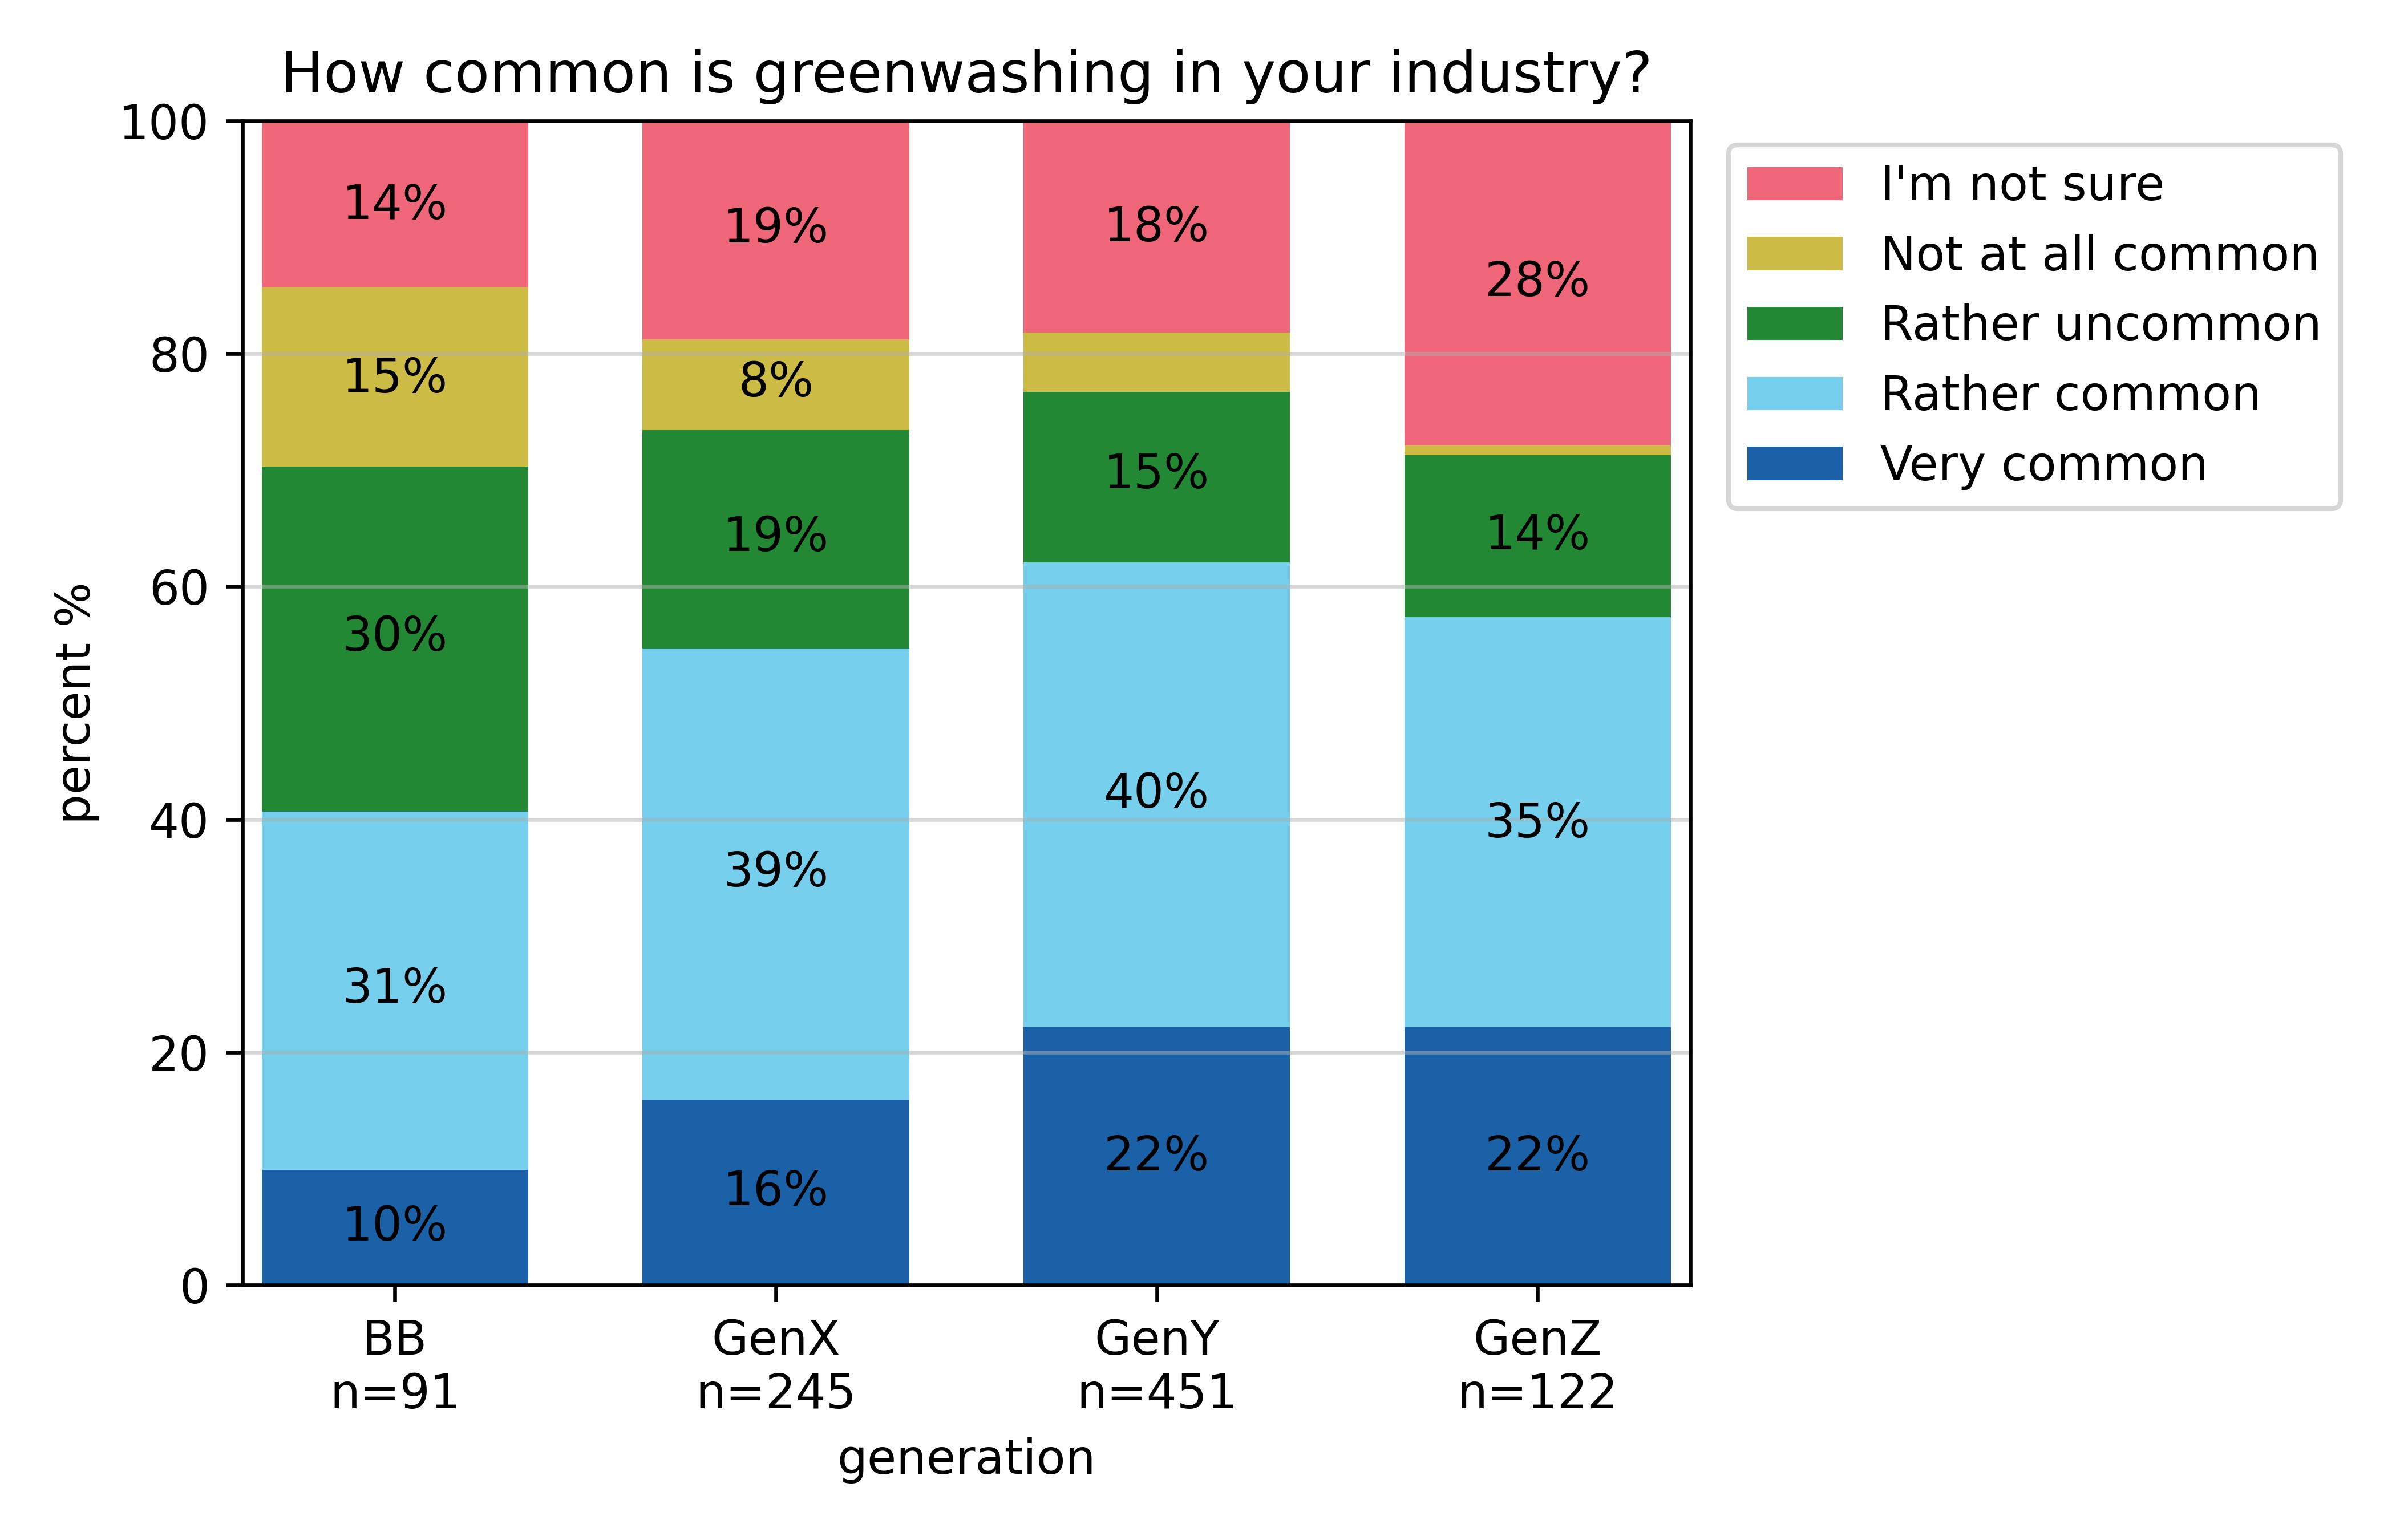 How common is greenwashing in your industry?
100
80
60
40
20
0
percent %
14%
15%
30%
31%
10%
19%
8%
19%
39%
16%
18%
15%
40%
22%
28%
14%
35%
22%
BB
n=91
GenX
n=245
GenY
n=451
GenZ
n=122
generation
I'm not sure
Not at all common
Rather uncommon
Rather common
Very common